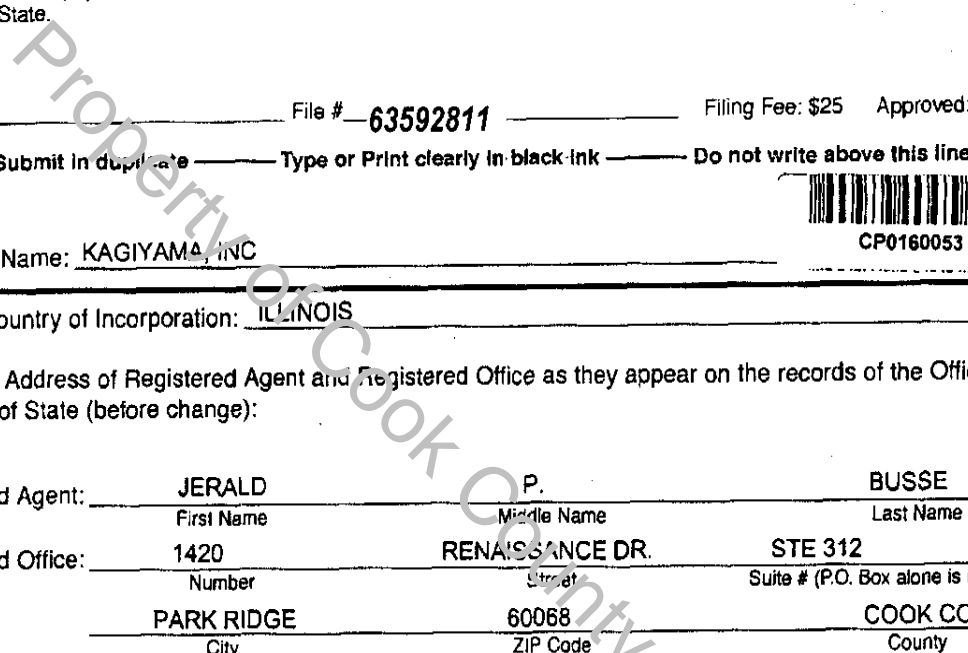 State.
File # 63592811 Filing Fee: $25 Approved:
Submit in duplicate Type or Print clearly in black ink Do not write above this line
CP0160053
Name: KAGIYAMA, INC
ountry of Incorporation: ILLINOIS
Address of Registered Agent and Registered Office as they appear on the records of the Offi
of State (before change):
d Agent: JERALD P. BUSSE
First Name Middle Name Last Name
d Office: 1420 RENAISSANCE DR. STE 312
Number Street Suite # (P.O. Box alone is
PARK RIDGE 60068 COOK CO
City ZIP Code County
Property of Cook County